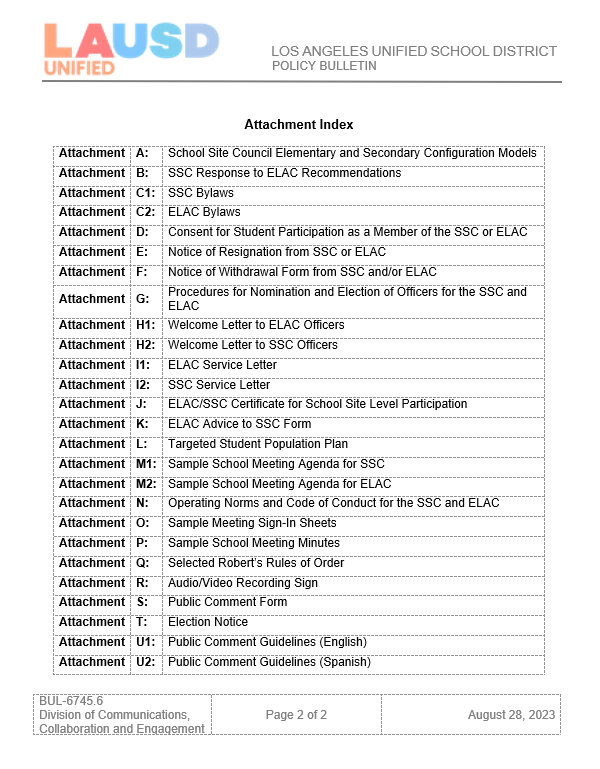 LAUSD
UNIFIED
LOS ANGELES UNIFIED SCHOOL DISTRICT
POLICY BULLETIN
Attachment Index
Attachment A: School Site Council Elementary and Secondary Configuration Models
Attachment B: SSC Response to ELAC Recommendations
Attachment C1: SSC Bylaws
Attachment C2: ELAC Bylaws
Attachment D: Consent for Student Participation as a Member of the SSC or ELAC
Attachment E: Notice of Resignation from SSC or ELAC
Attachment F: Notice of Withdrawal Form from SSC and/or ELAC
Attachment G: Procedures for Nomination and Election of Officers for the SSC and
ELAC
Attachment H1: Welcome Letter to ELAC Officers
Attachment H2: Welcome Letter to SSC Officers
Attachment I1: ELAC Service Letter
Attachment I2: SSC Service Letter
Attachment J: ELAC/SSC Certificate for School Site Level Participation
Attachment K: ELAC Advice to SSC Form
Attachment L: Targeted Student Population Plan
Attachment M1: Sample School Meeting Agenda for SSC
Attachment M2: Sample School Meeting Agenda for ELAC
Attachment N: Operating Norms and Code of Conduct for the SSC and ELAC
Attachment O: Sample Meeting Sign-In Sheets
Attachment P: Sample School Meeting Minutes
Attachment Q: Selected Robert's Rules of Order
Attachment R: Audio/Video Recording Sign
Attachment S: Public Comment Form
Attachment T: Election Notice
Attachment U1: Public Comment Guidelines (English)
Attachment U2: Public Comment Guidelines (Spanish)
BUL-6745.6
Division of Communications,
Collaboration and Engagement
Page 2 of 2
August 28, 2023